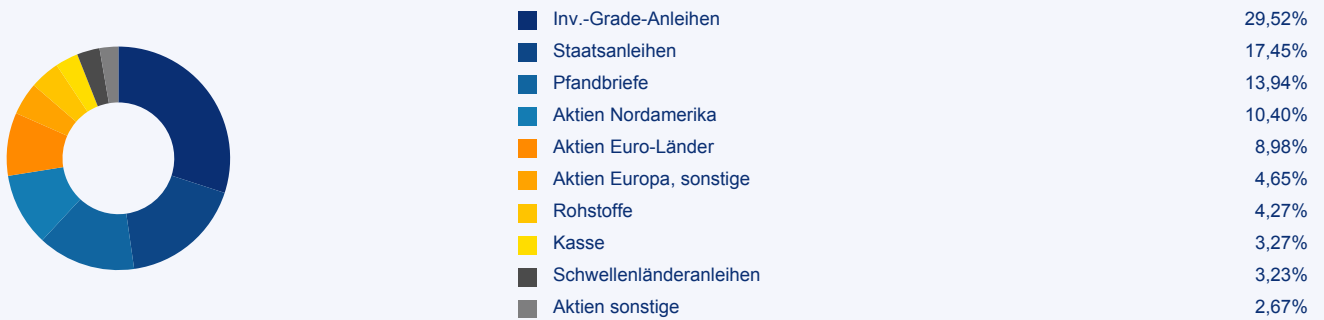 Inv.-Grade-Anleihen 29,52%
Staatsanleihen 17,45%
Pfandbriefe 13,94%
Aktien Nordamerika 10,40%
Aktien Euro-Länder 8,98%
Aktien Europa, sonstige 4,65%
Rohstoffe 4,27%
Kasse 3,27%
Schwellenländeranleihen 3,23%
Aktien sonstige 2,67%